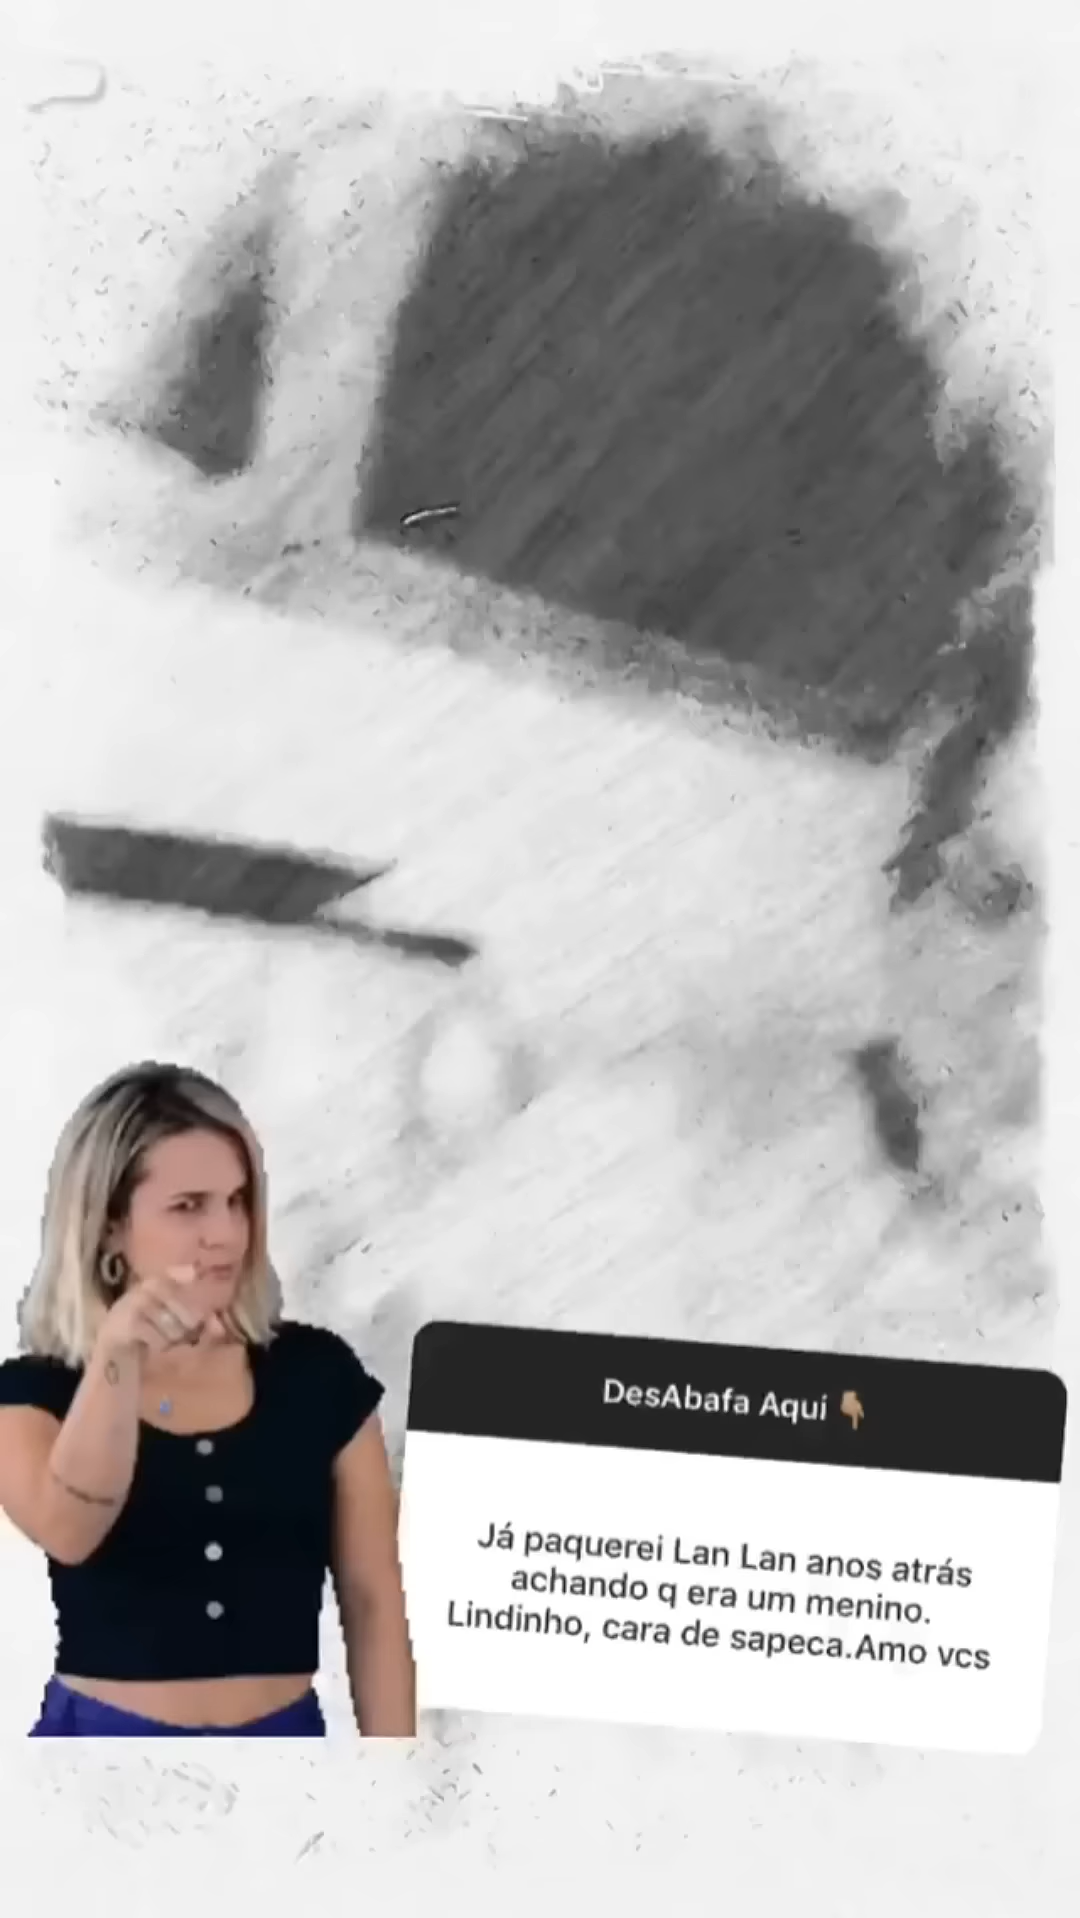 DesAbafa Aqui 👇🏽
Já paquerei Lan Lan anos atrás
achando q era um menino.
Lindinho, cara de sapeca.Amo vcs